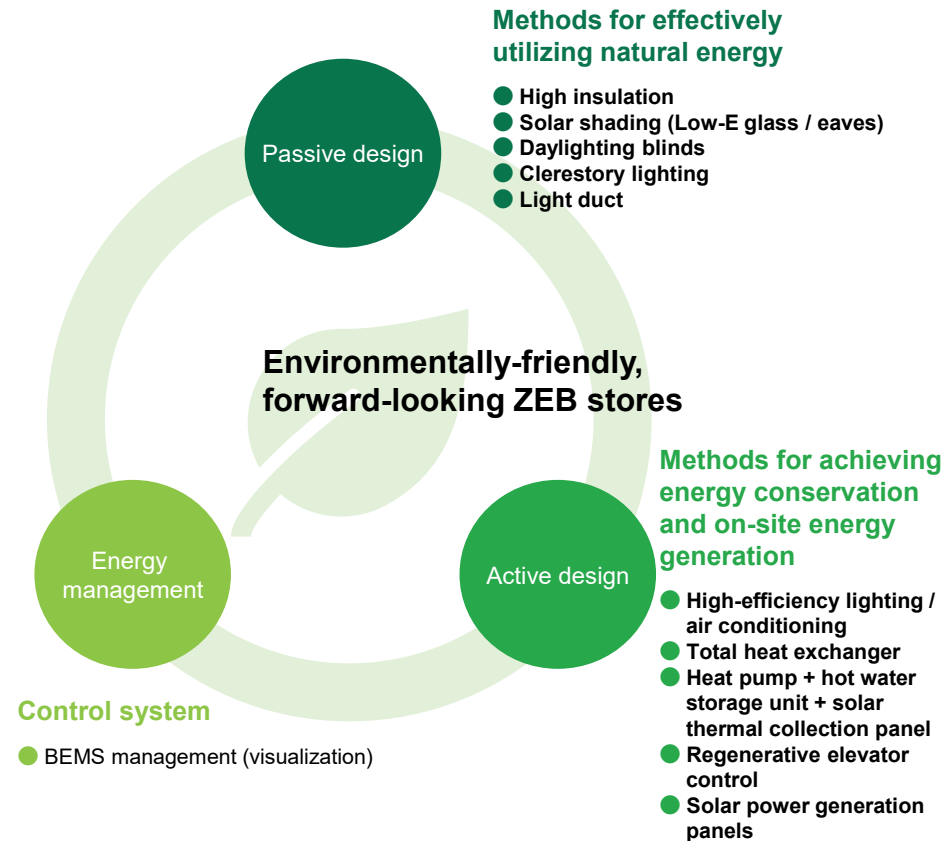 Methods for effectively
utilizing natural energy
High insulation
Solar shading (Low-E glass / eaves)
Daylighting blinds
Clerestory lighting
Light duct
Passive design
Environmentally-friendly,
forward-looking ZEB stores
Methods for achieving
energy conservation
and on-site energy
generation
High-efficiency lighting /
air conditioning
Total heat exchanger
Heat pump + hot water
storage unit + solar
thermal collection panel
Regenerative elevator
control
Solar power generation
panels
Active design
Energy
management
Control system
BEMS management (visualization)